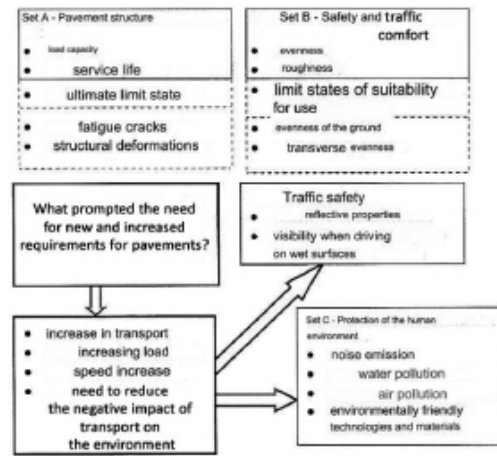 Set A - Pavement structure
load capacity
service life
ultimate limit state
fatigue cracks
structural deformations
Set B - Safety and traffic
comfort
evenness
roughness
limit states of suitability
for use
evenness of the ground
transverse evenness
What prompted the need
for new and increased
requirements for pavements?
Traffic safety
reflective properties
visibility when driving
on wet surfaces
increase in transport
increasing load
speed increase
need to reduce
the negative impact of
transport on
the environment
Set C - Protection of the human
environment
noise emission
water pollution
air pollution
environmentally friendly
technologies and materials